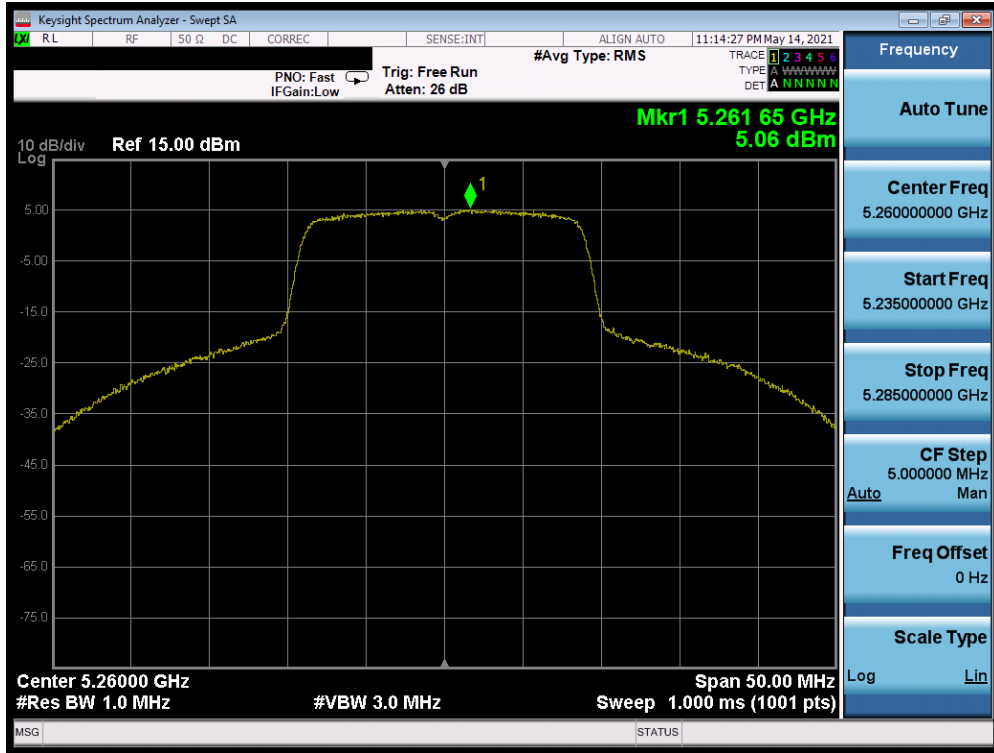 Keysight Spectrum Analyzer - Swept SA
LXI RL RF 50 Ω DC CORREC SENSE:INT ALIGN AUTO 11:14:27 PM May 14, 2021
#Avg Type: RMS
TRACE 1 2 3 4 5 6
TYPE A WWWWW
DET A N N N N N
PNO: Fast
IFGain:Low
Trig: Free Run
Atten: 26 dB
Mkr1 5.261 65 GHz
5.06 dBm
10 dB/div Ref 15.00 dBm
Log
1
5.00
-5.00
-15.0
-25.0
-35.0
-45.0
-55.0
-65.0
-75.0
Center 5.26000 GHz Span 50.00 MHz
#Res BW 1.0 MHz #VBW 3.0 MHz Sweep 1.000 ms (1001 pts)
MSG STATUS
Frequency
Auto Tune
Center Freq
5.260000000 GHz
Start Freq
5.235000000 GHz
Stop Freq
5.285000000 GHz
CF Step
5.000000 MHz
Auto Man
Freq Offset
0 Hz
Scale Type
Log Lin